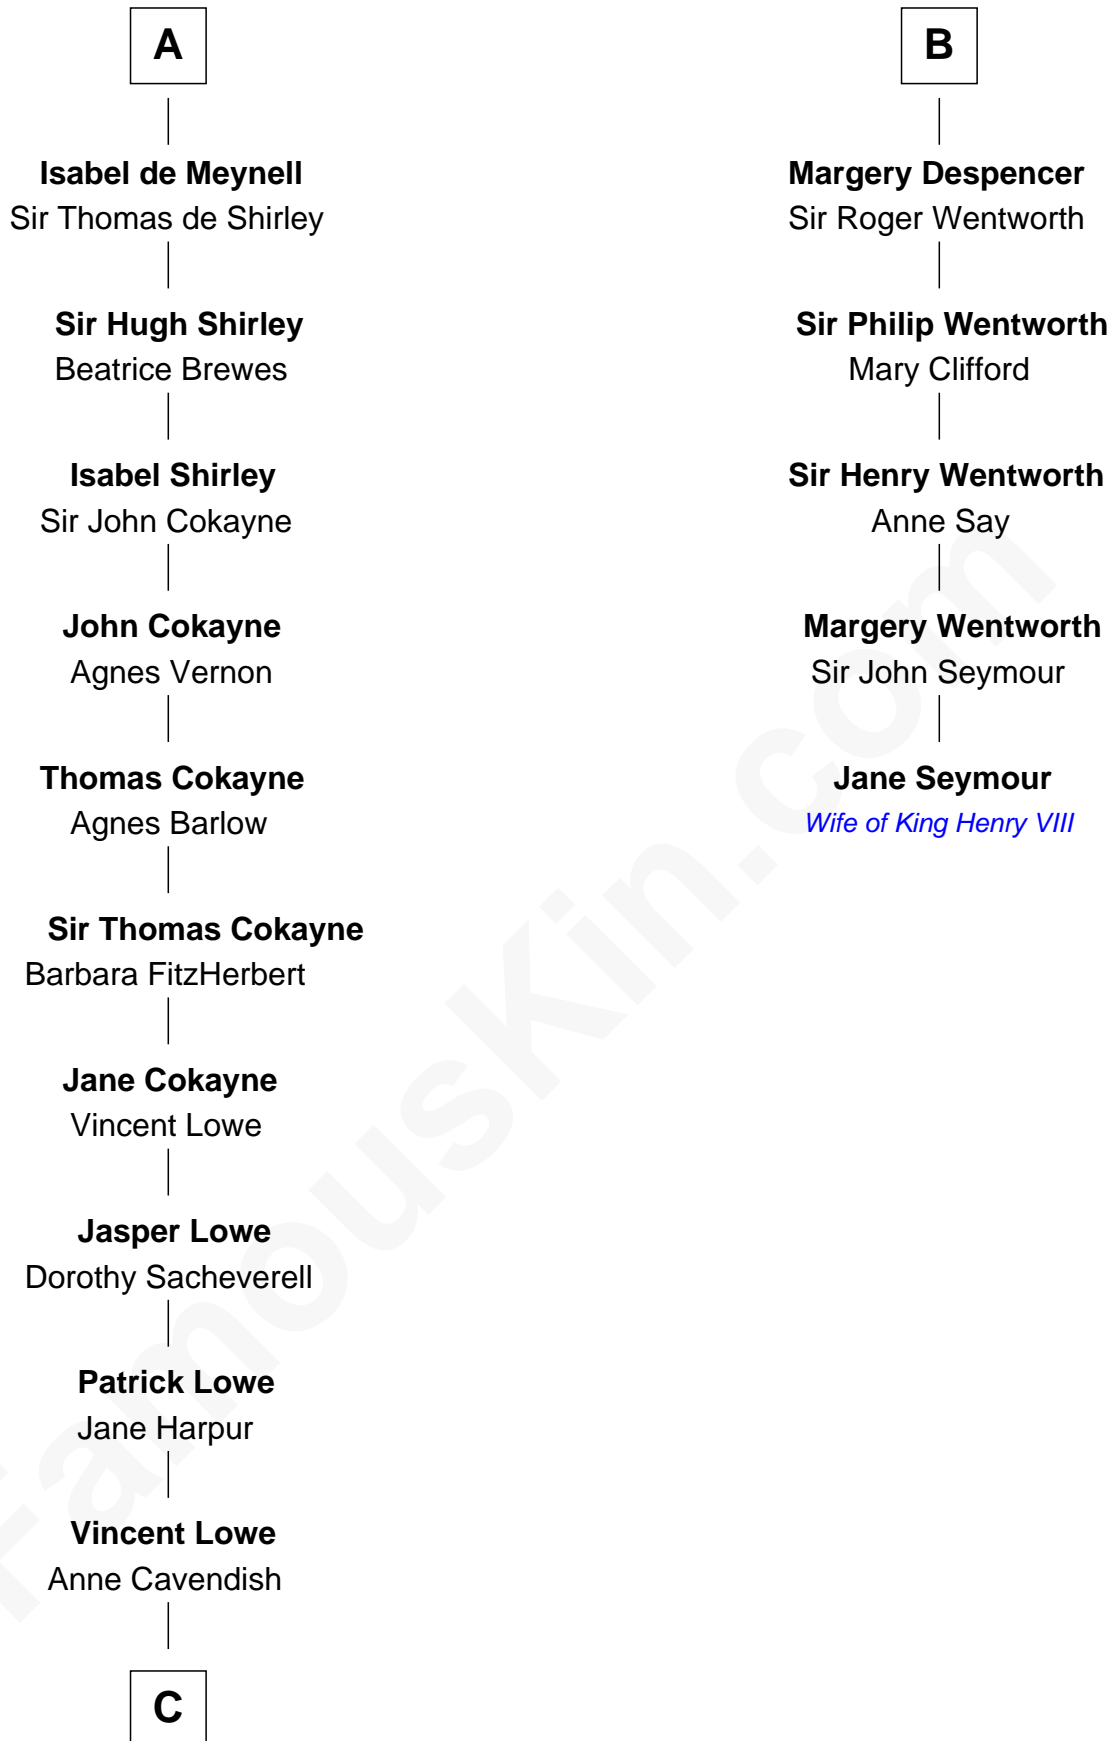 A
Isabel de Meynell
Sir Thomas de Shirley
Sir Hugh Shirley
Beatrice Brewes
Isabel Shirley
Sir John Cokayne
John Cokayne
Agnes Vernon
Thomas Cokayne
Agnes Barlow
Sir Thomas Cokayne
Barbara FitzHerbert
Jane Cokayne
Vincent Lowe
Jasper Lowe
Dorothy Sacheverell
Patrick Lowe
Jane Harpur
Vincent Lowe
Anne Cavendish
C
B
Margery Despencer
Sir Roger Wentworth
Sir Philip Wentworth
Mary Clifford
Sir Henry Wentworth
Anne Say
Margery Wentworth
Sir John Seymour
Jane Seymour
Wife of King Henry VIII
FamousKin.com